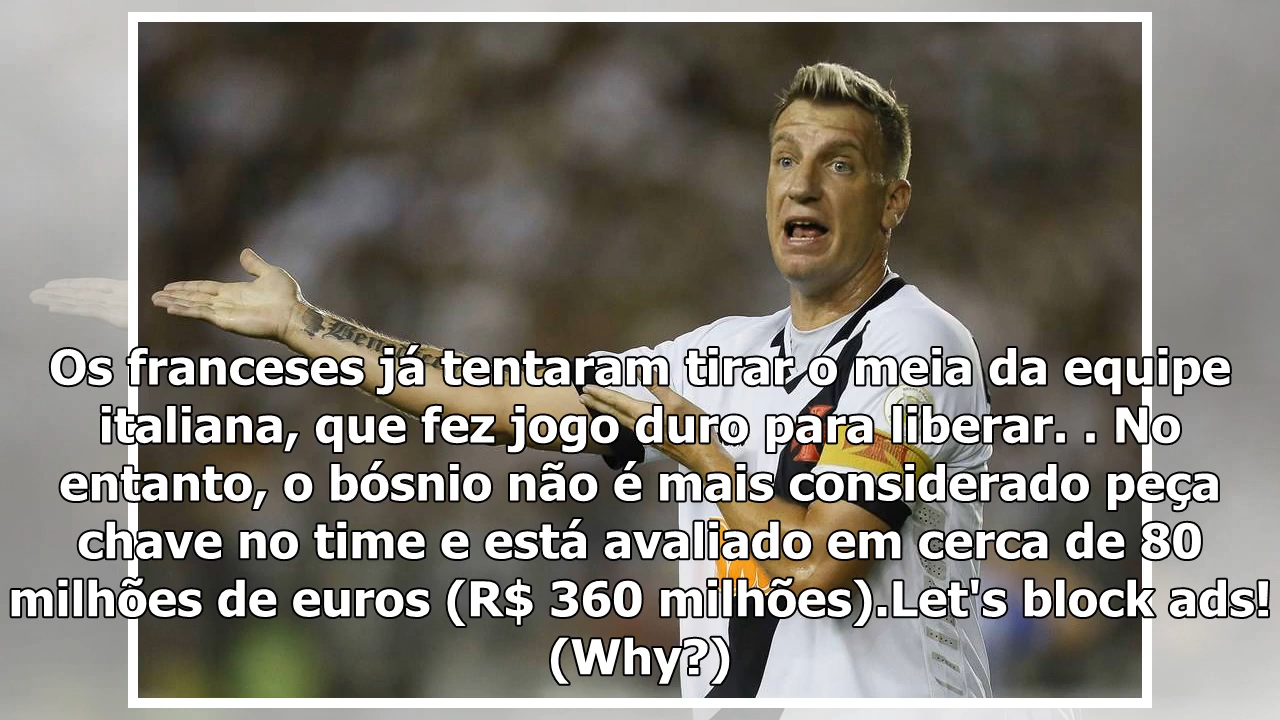 Os franceses já tentaram tirar o meia da equipe
italiana, que fez jogo duro para liberar. . No
entanto, o bósnio não é mais considerado peça
chave no time e está avaliado em cerca de 80
milhões de euros (R$ 360 milhões).Let's block ads!
(Why?)